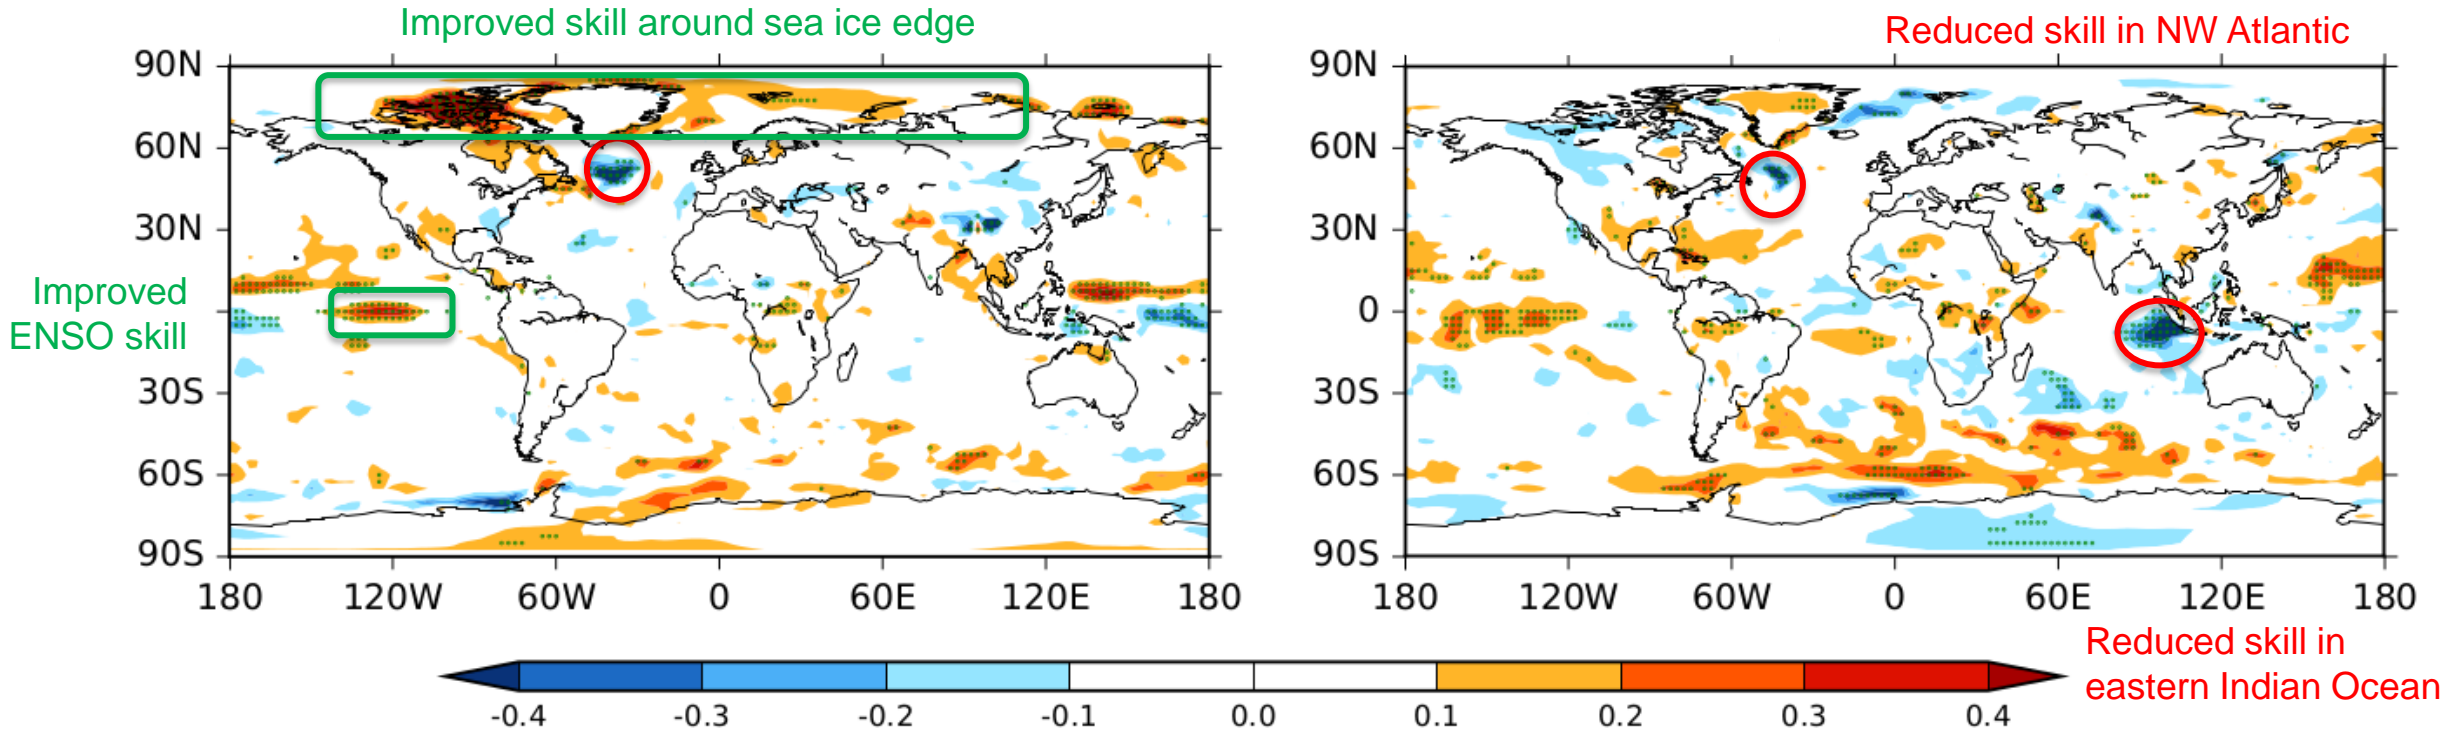 Improved skill around sea ice edge
Reduced skill in NW Atlantic
90N
60N
30N
0
30S
60S
90S
Improved
ENSO skill
180 120W 60W 0 60E 120E 180
90N
60N
30N
0
30S
60S
90S
180 120W 60W 0 60E 120E 180
Reduced skill in
eastern Indian Ocean
-0.4 -0.3 -0.2 -0.1 0.0 0.1 0.2 0.3 0.4